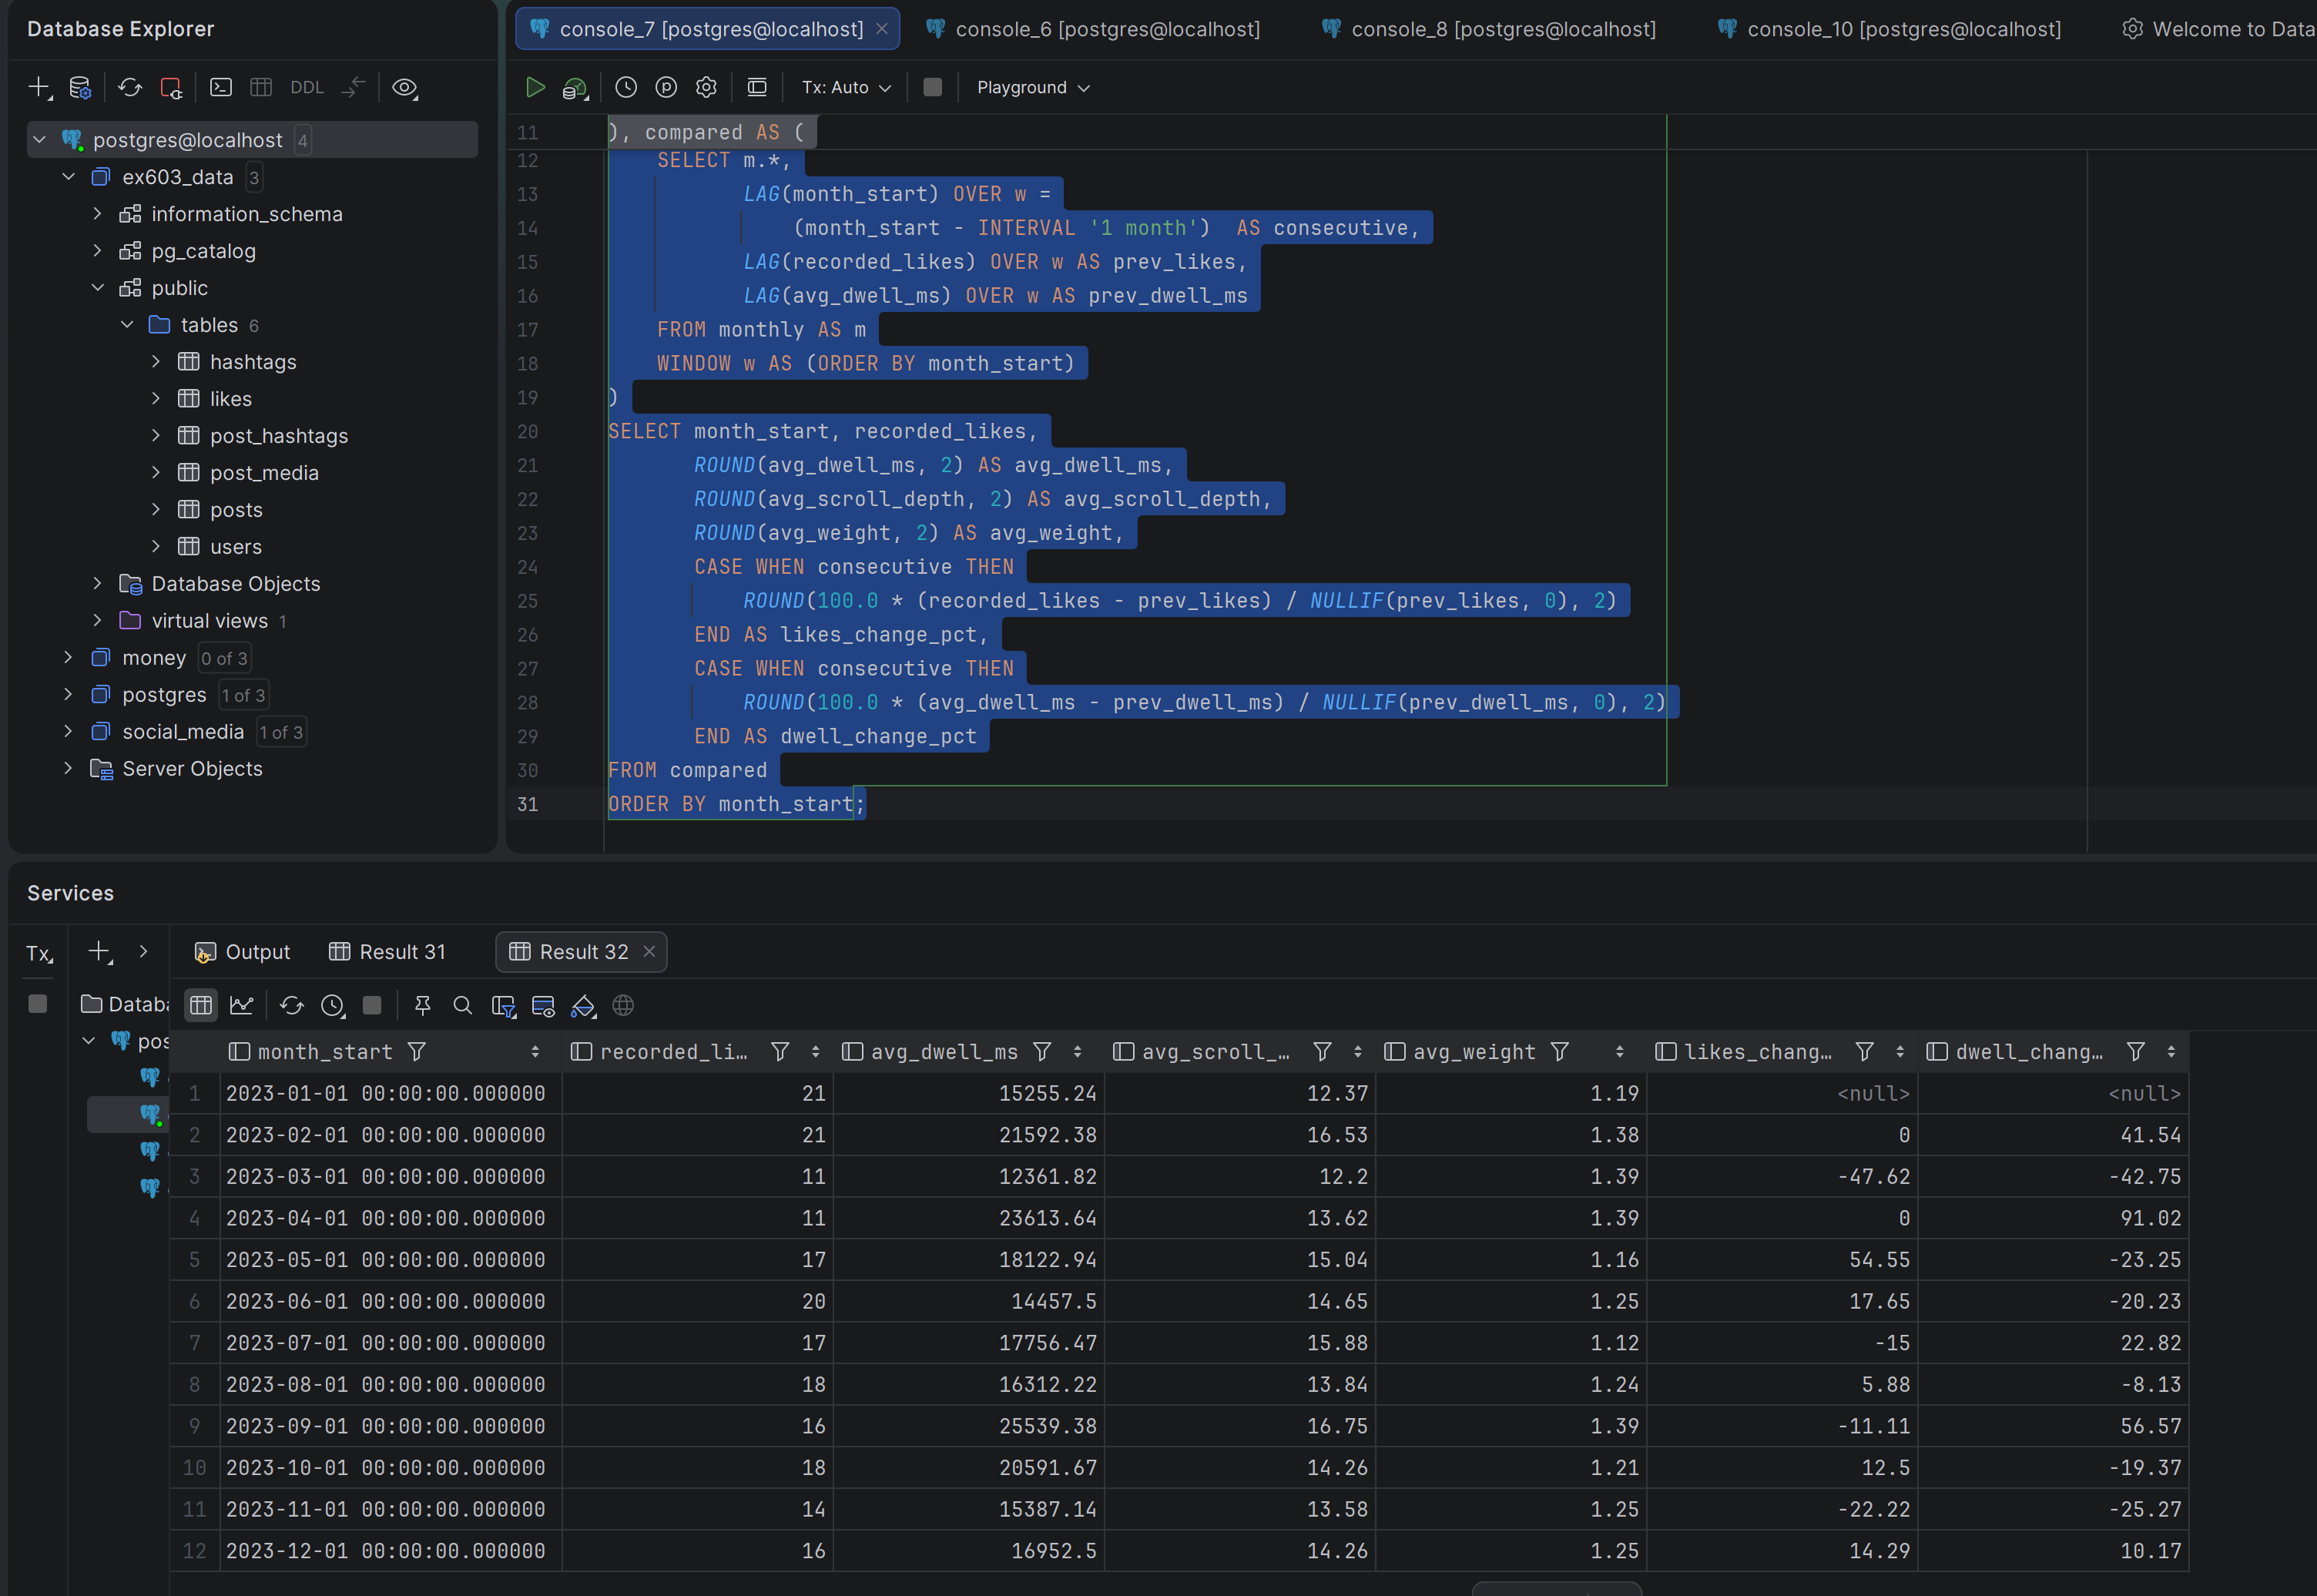 Database Explorer
console_7 [postgres@localhost]
console_6 [postgres@localhost]
console_8 [postgres@localhost]
console_10 [postgres@localhost]
Welcome to Data
DDL
Tx: Auto
Playground
postgres@localhost 4
ex603_data 3
information_schema
pg_catalog
public
tables 6
hashtags
likes
post_hashtags
post_media
posts
users
Database Objects
virtual views 1
money 0 of 3
postgres 1 of 3
social_media 1 of 3
Server Objects
11 ), compared AS (
12 SELECT m.*,
13 LAG(month_start) OVER w =
14 (month_start - INTERVAL '1 month')  AS consecutive,
15 LAG(recorded_likes) OVER w AS prev_likes,
16 LAG(avg_dwell_ms) OVER w AS prev_dwell_ms
17 FROM monthly AS m
18 WINDOW w AS (ORDER BY month_start)
19 )
20 SELECT month_start, recorded_likes,
21 ROUND(avg_dwell_ms, 2) AS avg_dwell_ms,
22 ROUND(avg_scroll_depth, 2) AS avg_scroll_depth,
23 ROUND(avg_weight, 2) AS avg_weight,
24 CASE WHEN consecutive THEN
25 ROUND(100.0 * (recorded_likes - prev_likes) / NULLIF(prev_likes, 0), 2)
26 END AS likes_change_pct,
27 CASE WHEN consecutive THEN
28 ROUND(100.0 * (avg_dwell_ms - prev_dwell_ms) / NULLIF(prev_dwell_ms, 0), 2)
29 END AS dwell_change_pct
30 FROM compared
31 ORDER BY month_start;
Services
Tx
Output
Result 31
Result 32
Databa
pos
month_start recorded_li... avg_dwell_ms avg_scroll_... avg_weight likes_chang... dwell_chang...
1 2023-01-01 00:00:00.000000 21 15255.24 12.37 1.19 <null> <null>
2 2023-02-01 00:00:00.000000 21 21592.38 16.53 1.38 0 41.54
3 2023-03-01 00:00:00.000000 11 12361.82 12.2 1.39 -47.62 -42.75
4 2023-04-01 00:00:00.000000 11 23613.64 13.62 1.39 0 91.02
5 2023-05-01 00:00:00.000000 17 18122.94 15.04 1.16 54.55 -23.25
6 2023-06-01 00:00:00.000000 20 14457.5 14.65 1.25 17.65 -20.23
7 2023-07-01 00:00:00.000000 17 17756.47 15.88 1.12 -15 22.82
8 2023-08-01 00:00:00.000000 18 16312.22 13.84 1.24 5.88 -8.13
9 2023-09-01 00:00:00.000000 16 25539.38 16.75 1.39 -11.11 56.57
10 2023-10-01 00:00:00.000000 18 20591.67 14.26 1.21 12.5 -19.37
11 2023-11-01 00:00:00.000000 14 15387.14 13.58 1.25 -22.22 -25.27
12 2023-12-01 00:00:00.000000 16 16952.5 14.26 1.25 14.29 10.17